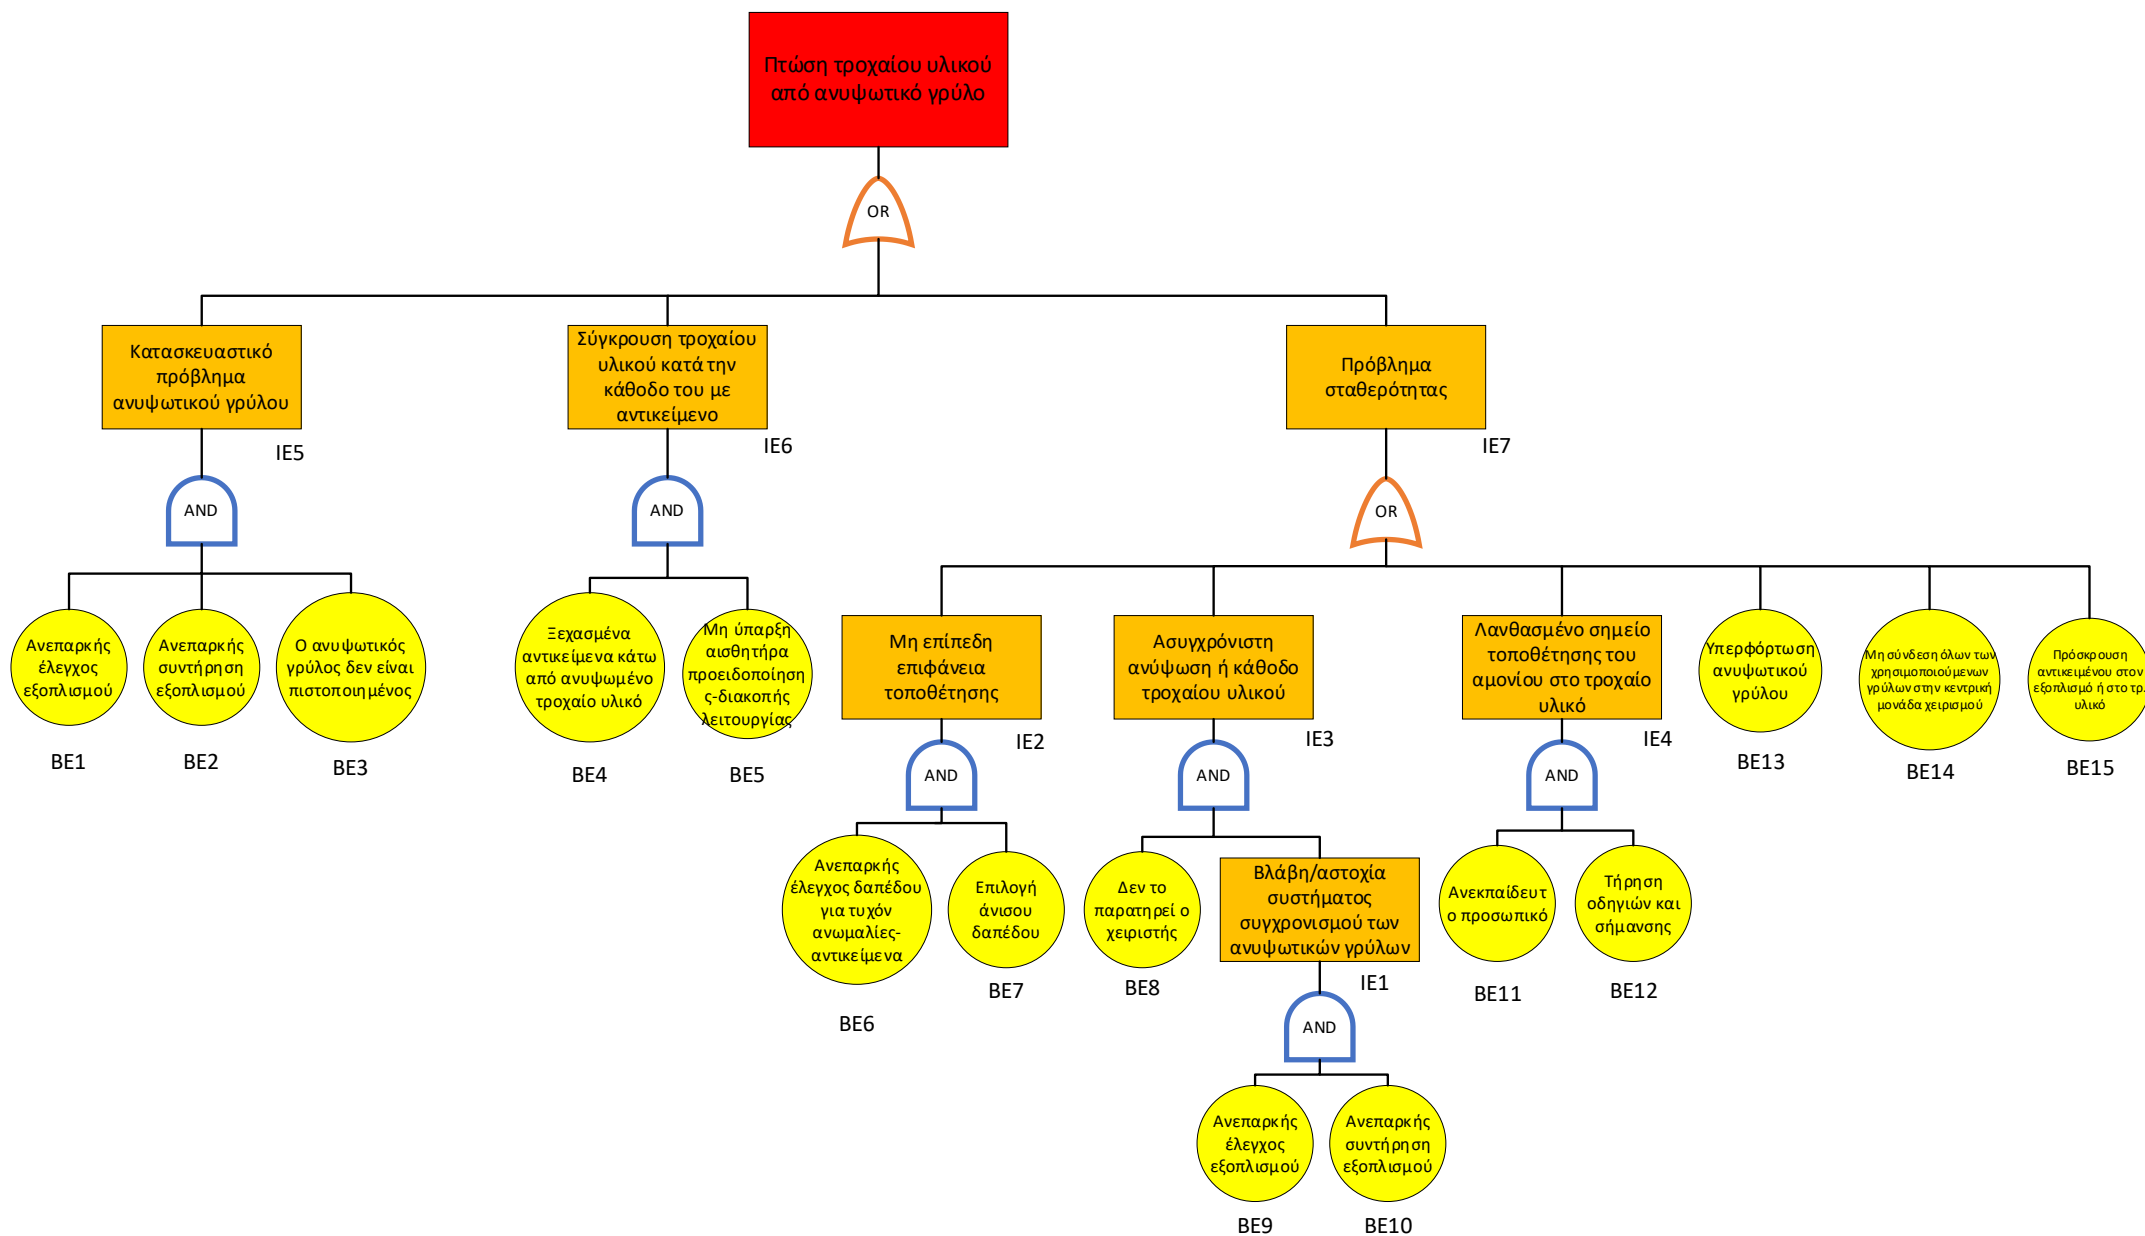 Πτώση τροχαίου υλικού
από ανυψωτικό γρύλο
OR
Κατασκευαστικό
πρόβλημα
ανυψωτικού γρύλου
IE5
Σύγκρουση τροχαίου
υλικού κατά την
κάθοδο του με
αντικείμενο
IE6
Πρόβλημα
σταθερότητας
IE7
AND
AND
OR
Ανεπαρκής
έλεγχος
εξοπλισμού
BE1
Ανεπαρκής
συντήρηση
εξοπλισμού
BE2
Ο ανυψωτικός
γρύλος δεν είναι
πιστοποιημένος
BE3
Ξεχασμένα
αντικείμενα κάτω
από ανυψωμένο
τροχαίο υλικό
BE4
Μη ύπαρξη
αισθητήρα
προειδοποίηση
ς-διακοπής
λειτουργίας
BE5
Μη επίπεδη
επιφάνεια
τοποθέτησης
IE2
Ασυγχρόνιστη
ανύψωση ή κάθοδο
τροχαίου υλικού
IE3
Λανθασμένο σημείο
τοποθέτησης του
αμονίου στο τροχαίο
υλικό
IE4
Υπερφόρτωση
ανυψωτικού
γρύλου
BE13
Μη σύνδεση όλων των
χρησιμοποιούμενων
γρύλων στην κεντρική
μονάδα χειρισμού
BE14
Πρόσκρουση
αντικειμένου στον
εξοπλισμό ή στο τρ.
υλικό
BE15
AND
AND
AND
Ανεπαρκής
έλεγχος δαπέδου
για τυχόν
ανωμαλίες-
αντικείμενα
BE6
Επιλογή
άνισου
δαπέδου
BE7
Δεν το
παρατηρεί ο
χειριστής
BE8
Βλάβη/αστοχία
συστήματος
συγχρονισμού των
ανυψωτικών γρύλων
IE1
Ανεκπαίδευτ
ο προσωπικό
BE11
Τήρηση
οδηγιών και
σήμανσης
BE12
AND
Ανεπαρκής
έλεγχος
εξοπλισμού
BE9
Ανεπαρκής
συντήρηση
εξοπλισμού
BE10